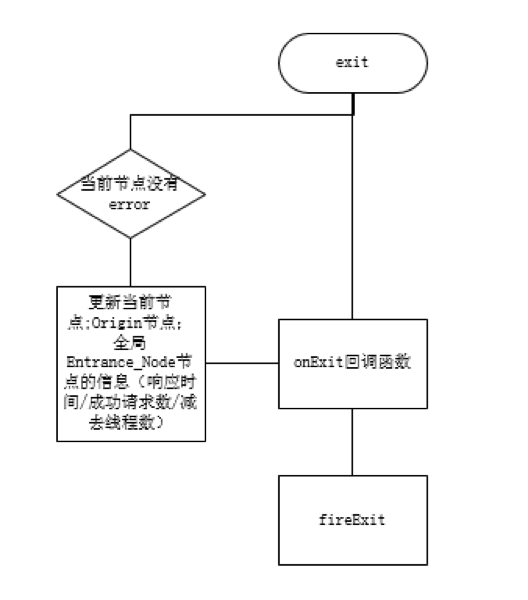 exit
当前节点没有
error
更新当前节
点;Origin节点;
全局
Entrance_Node节
点的信息（响应时
间/成功请求数/减
去线程数）
onExit回调函数
fireExit